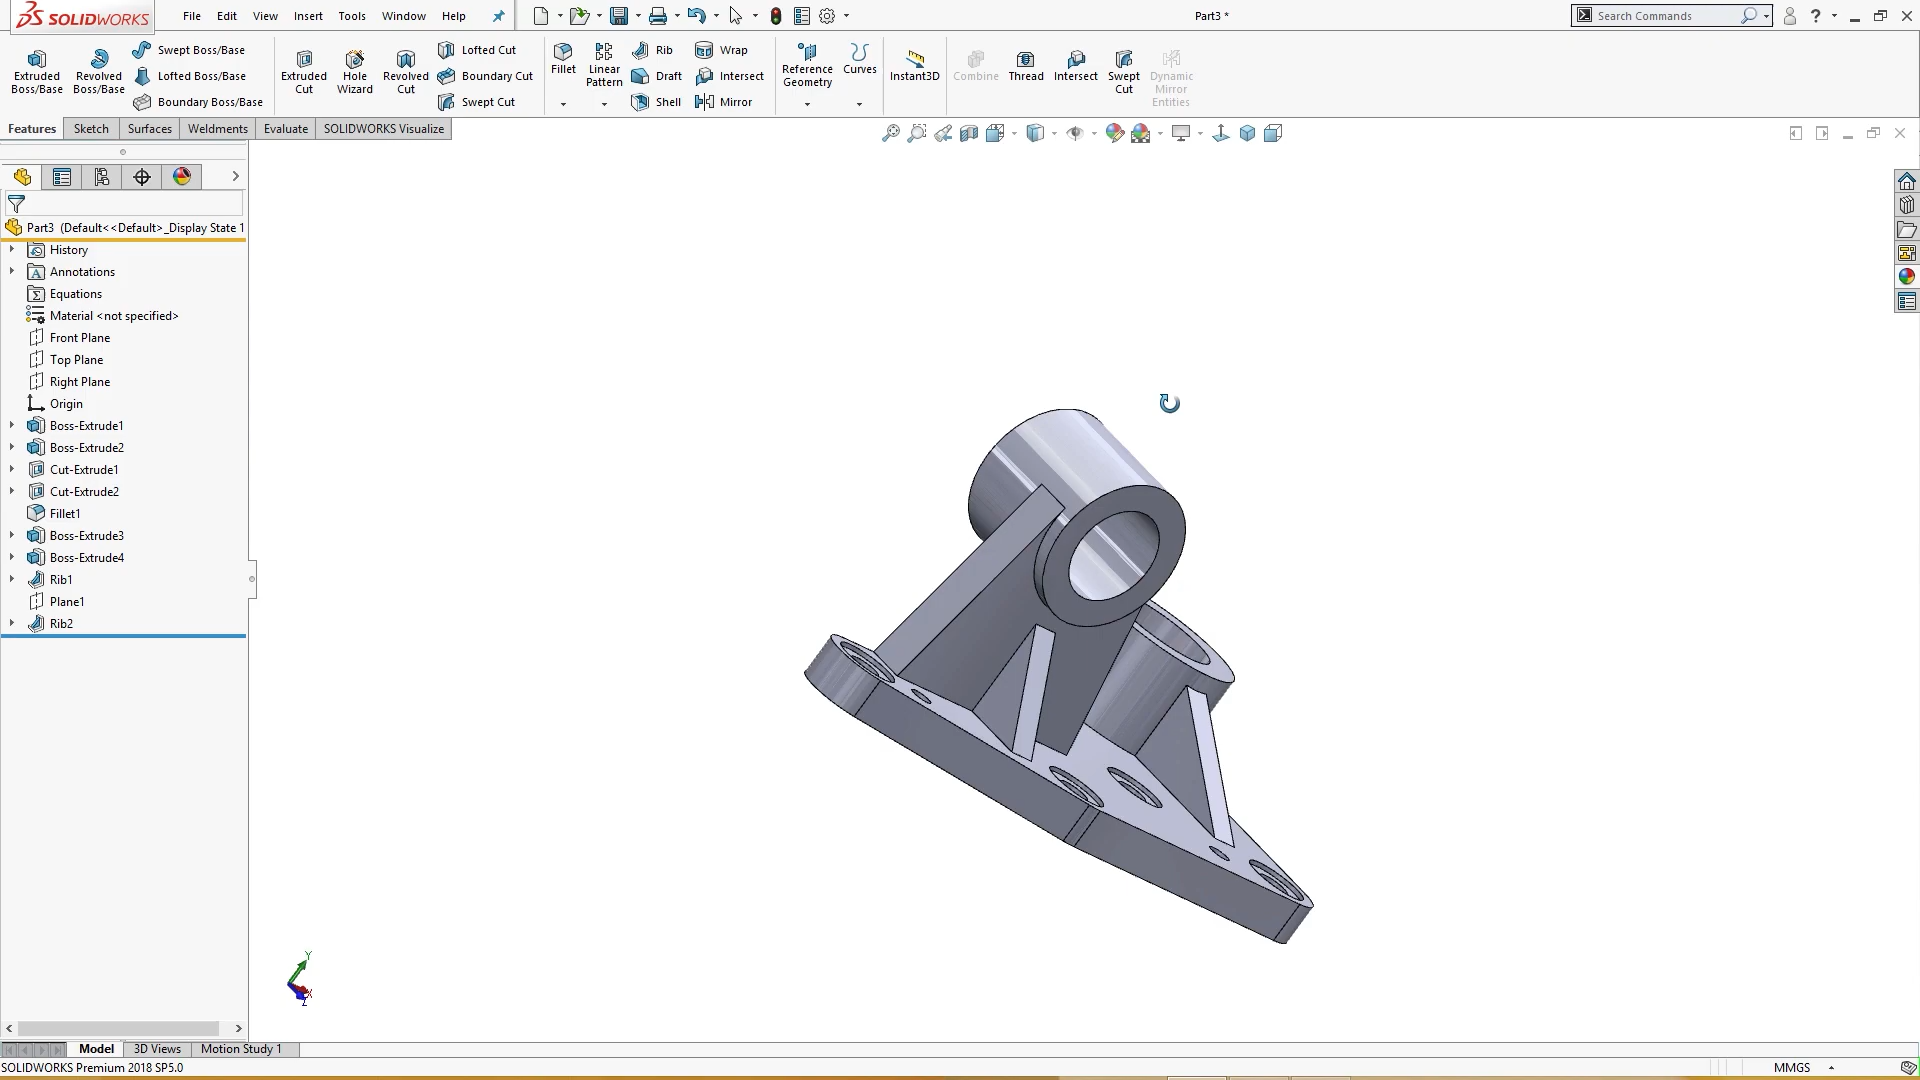 SOLIDWORKS File Edit View Insert Tools Window Help Part3 * Search Commands ?
Extruded Boss/Base
Revolved Boss/Base
Swept Boss/Base
Lofted Boss/Base
Boundary Boss/Base
Extruded Cut
Hole Wizard
Revolved Cut
Lofted Cut
Boundary Cut
Swept Cut
Fillet
Linear Pattern
Rib
Draft
Shell
Wrap
Intersect
Mirror
Reference Geometry
Curves
Instant3D
Combine
Thread
Intersect
Swept Cut
Dynamic Mirror Entities
Features Sketch Surfaces Weldments Evaluate SOLIDWORKS Visualize
Part3 (Default<<Default>_Display State 1
History
Annotations
Equations
Material <not specified>
Front Plane
Top Plane
Right Plane
Origin
Boss-Extrude1
Boss-Extrude2
Cut-Extrude1
Cut-Extrude2
Fillet1
Boss-Extrude3
Boss-Extrude4
Rib1
Plane1
Rib2
Y
X
Z
Model 3D Views Motion Study 1
SOLIDWORKS Premium 2018 SP5.0 MMGS